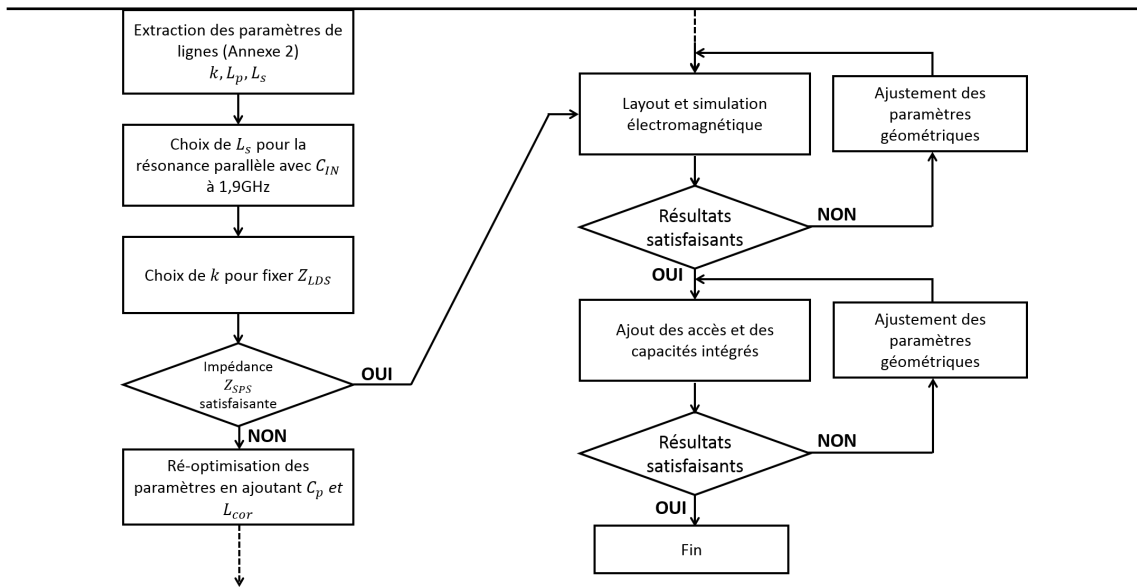 Extraction des paramètres de
lignes (Annexe 2)
k, Lp, Ls
Choix de Ls pour la
résonance parallèle avec CIN
à 1,9GHz
Choix de k pour fixer ZLDS
Impédance
ZSPS
satisfaisante
OUI
NON
Ré-optimisation des
paramètres en ajoutant Cp et
Lcor
Layout et simulation
électromagnétique
Ajustement des
paramètres
géométriques
Résultats
satisfaisants
NON
OUI
Ajout des accès et des
capacités intégrés
Ajustement des
paramètres
géométriques
Résultats
satisfaisants
NON
OUI
Fin